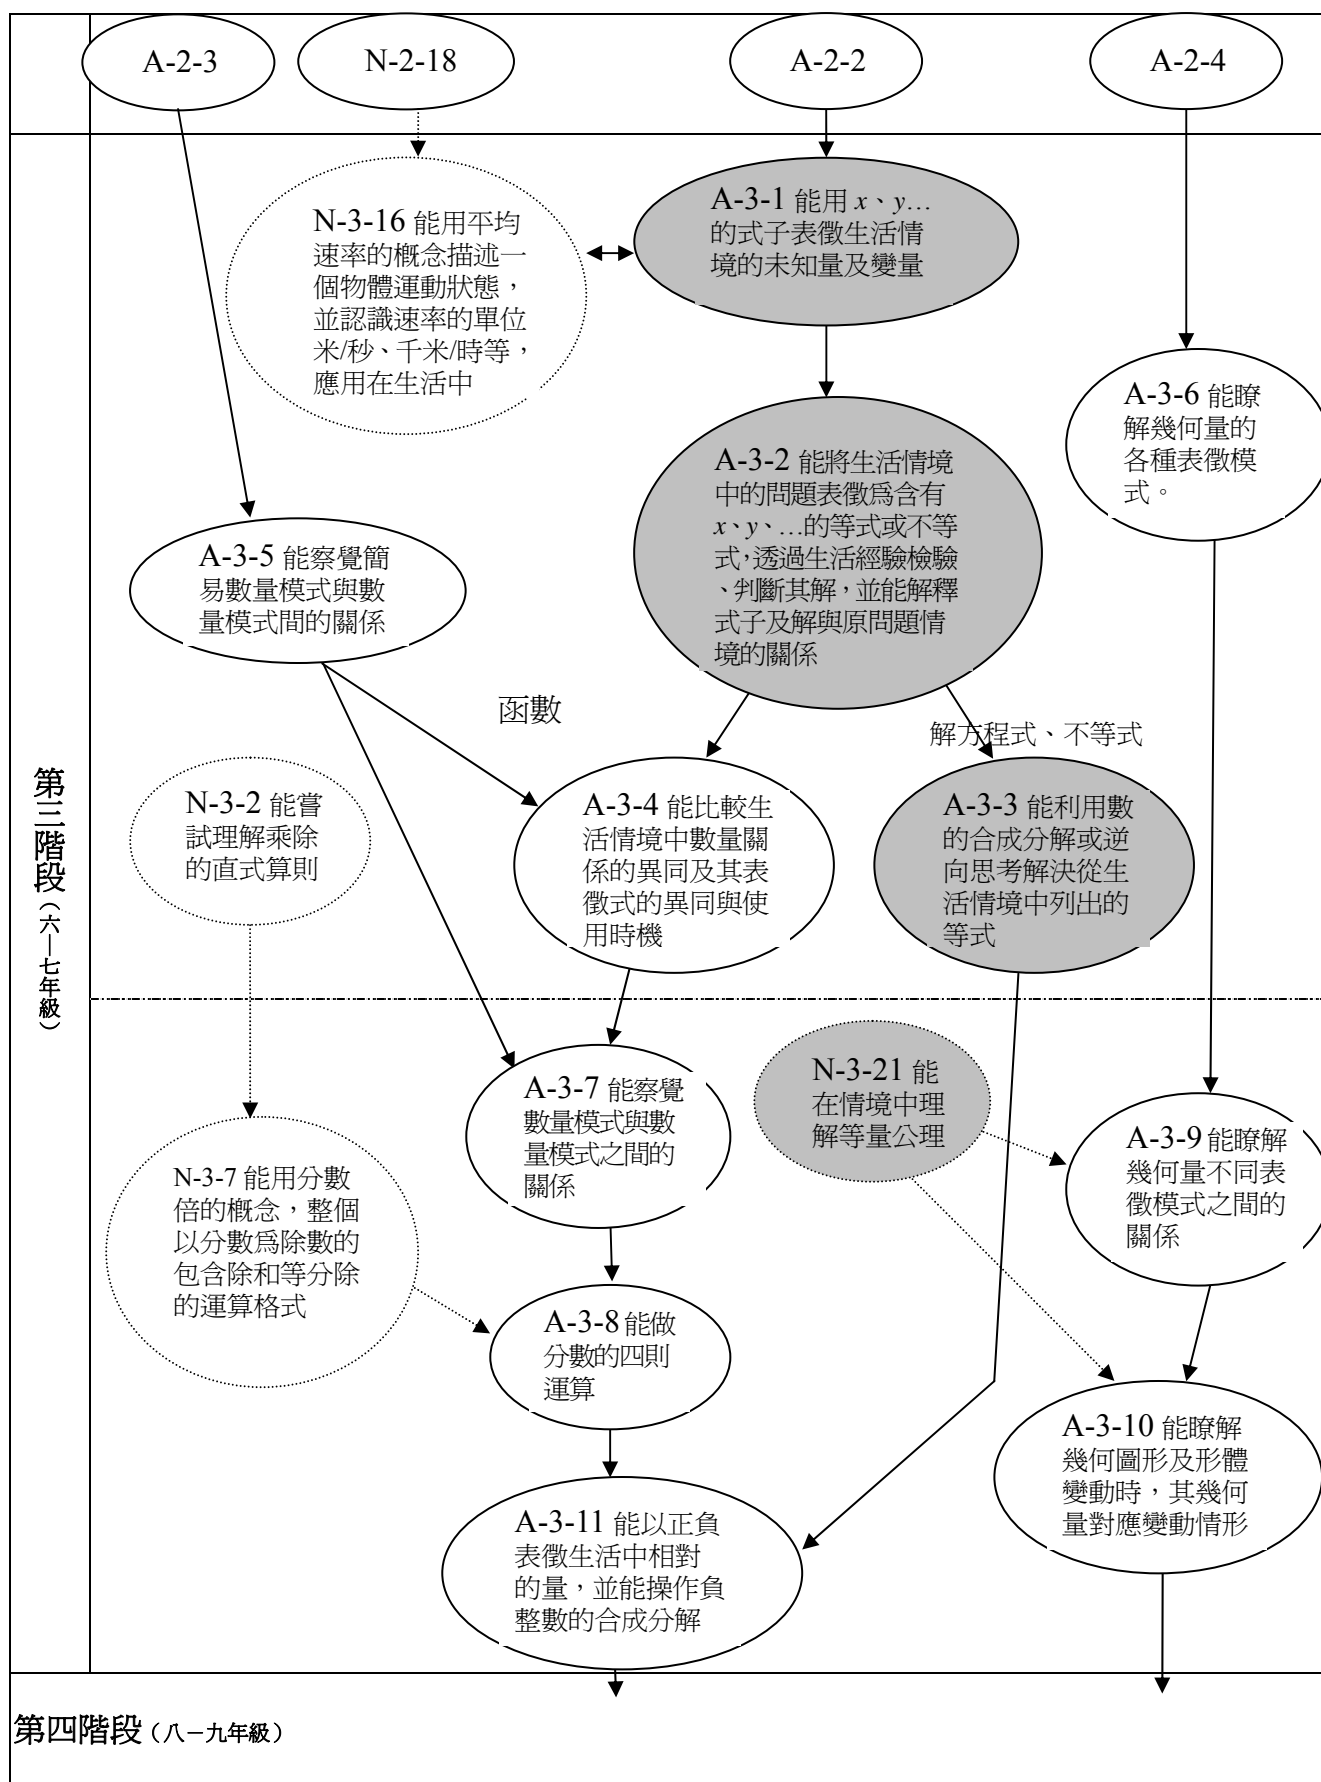 A-2-3
N-2-18
A-2-2
A-2-4
N-3-16 能用平均
速率的概念描述一
個物體運動狀態，
並認識速率的單位
米/秒、千米/時等，
應用在生活中
A-3-1 能用 x、y…
的式子表徵生活情
境的未知量及變量
A-3-6 能瞭
解幾何量的
各種表徵模
式。
A-3-2 能將生活情境
中的問題表徵為含有
x、y、…的等式或不等
式，透過生活經驗檢驗
、判斷其解，並能解釋
式子及解與原問題情
境的關係
A-3-5 能察覺簡
易數量模式與數
量模式間的關係
函數
解方程式、不等式
第三階段（六—七年級）
N-3-2 能嘗
試理解乘除
的直式算則
A-3-4 能比較生
活情境中數量關
係的異同及其表
徵式的異同與使
用時機
A-3-3 能利用數
的合成分解或逆
向思考解決從生
活情境中列出的
等式
A-3-7 能察覺
數量模式與數
量模式之間的
關係
N-3-21 能
在情境中理
解等量公理
A-3-9 能瞭解
幾何量不同表
徵模式之間的
關係
N-3-7 能用分數
倍的概念，整個
以分數為除數的
包含除和等分除
的運算格式
A-3-8 能做
分數的四則
運算
A-3-10 能瞭解
幾何圖形及形體
變動時，其幾何
量對應變動情形
A-3-11 能以正負
表徵生活中相對
的量，並能操作負
整數的合成分解
第四階段（八－九年級）